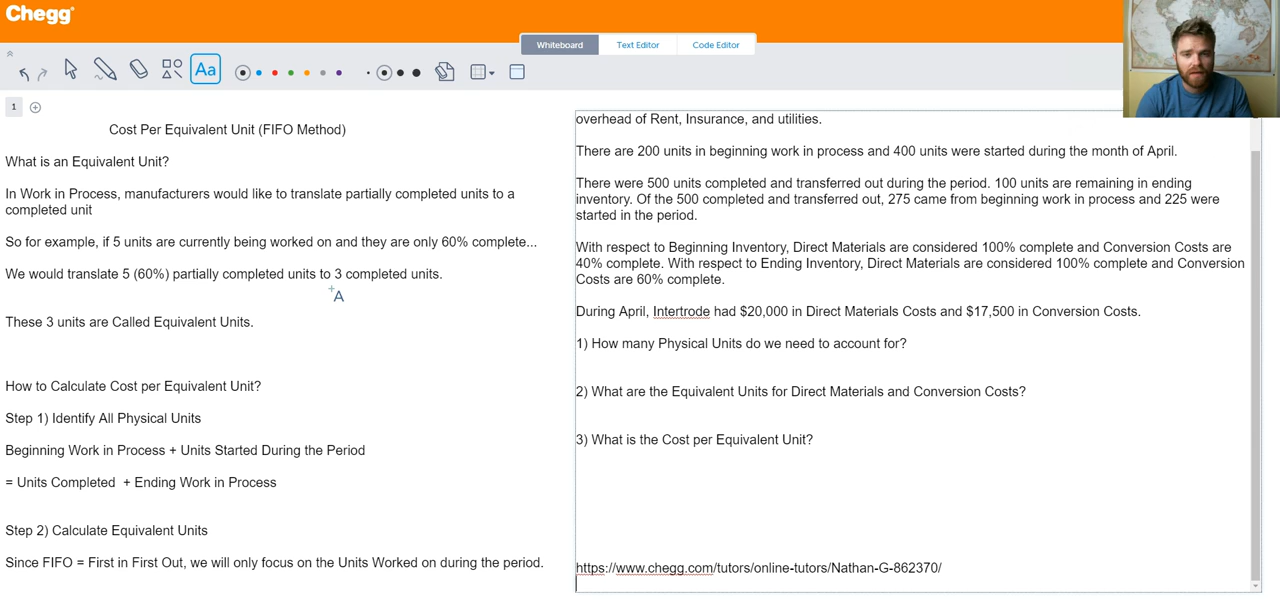 Chegg
Whiteboard
Text Editor
Code Editor
Aa
1
Cost Per Equivalent Unit (FIFO Method)
What is an Equivalent Unit?
In Work in Process, manufacturers would like to translate partially completed units to a
completed unit
So for example, if 5 units are currently being worked on and they are only 60% complete...
We would translate 5 (60%) partially completed units to 3 completed units.
A
These 3 units are Called Equivalent Units.
How to Calculate Cost per Equivalent Unit?
Step 1) Identify All Physical Units
Beginning Work in Process + Units Started During the Period
= Units Completed + Ending Work in Process
Step 2) Calculate Equivalent Units
Since FIFO = First in First Out, we will only focus on the Units Worked on during the period.
overhead of Rent, Insurance, and utilities.
There are 200 units in beginning work in process and 400 units were started during the month of April.
There were 500 units completed and transferred out during the period. 100 units are remaining in ending
inventory. Of the 500 completed and transferred out, 275 came from beginning work in process and 225 were
started in the period.
With respect to Beginning Inventory, Direct Materials are considered 100% complete and Conversion Costs are
40% complete. With respect to Ending Inventory, Direct Materials are considered 100% complete and Conversion
Costs are 60% complete.
During April, Intertrode had $20,000 in Direct Materials Costs and $17,500 in Conversion Costs.
1) How many Physical Units do we need to account for?
2) What are the Equivalent Units for Direct Materials and Conversion Costs?
3) What is the Cost per Equivalent Unit?
https://www.chegg.com/tutors/online-tutors/Nathan-G-862370/